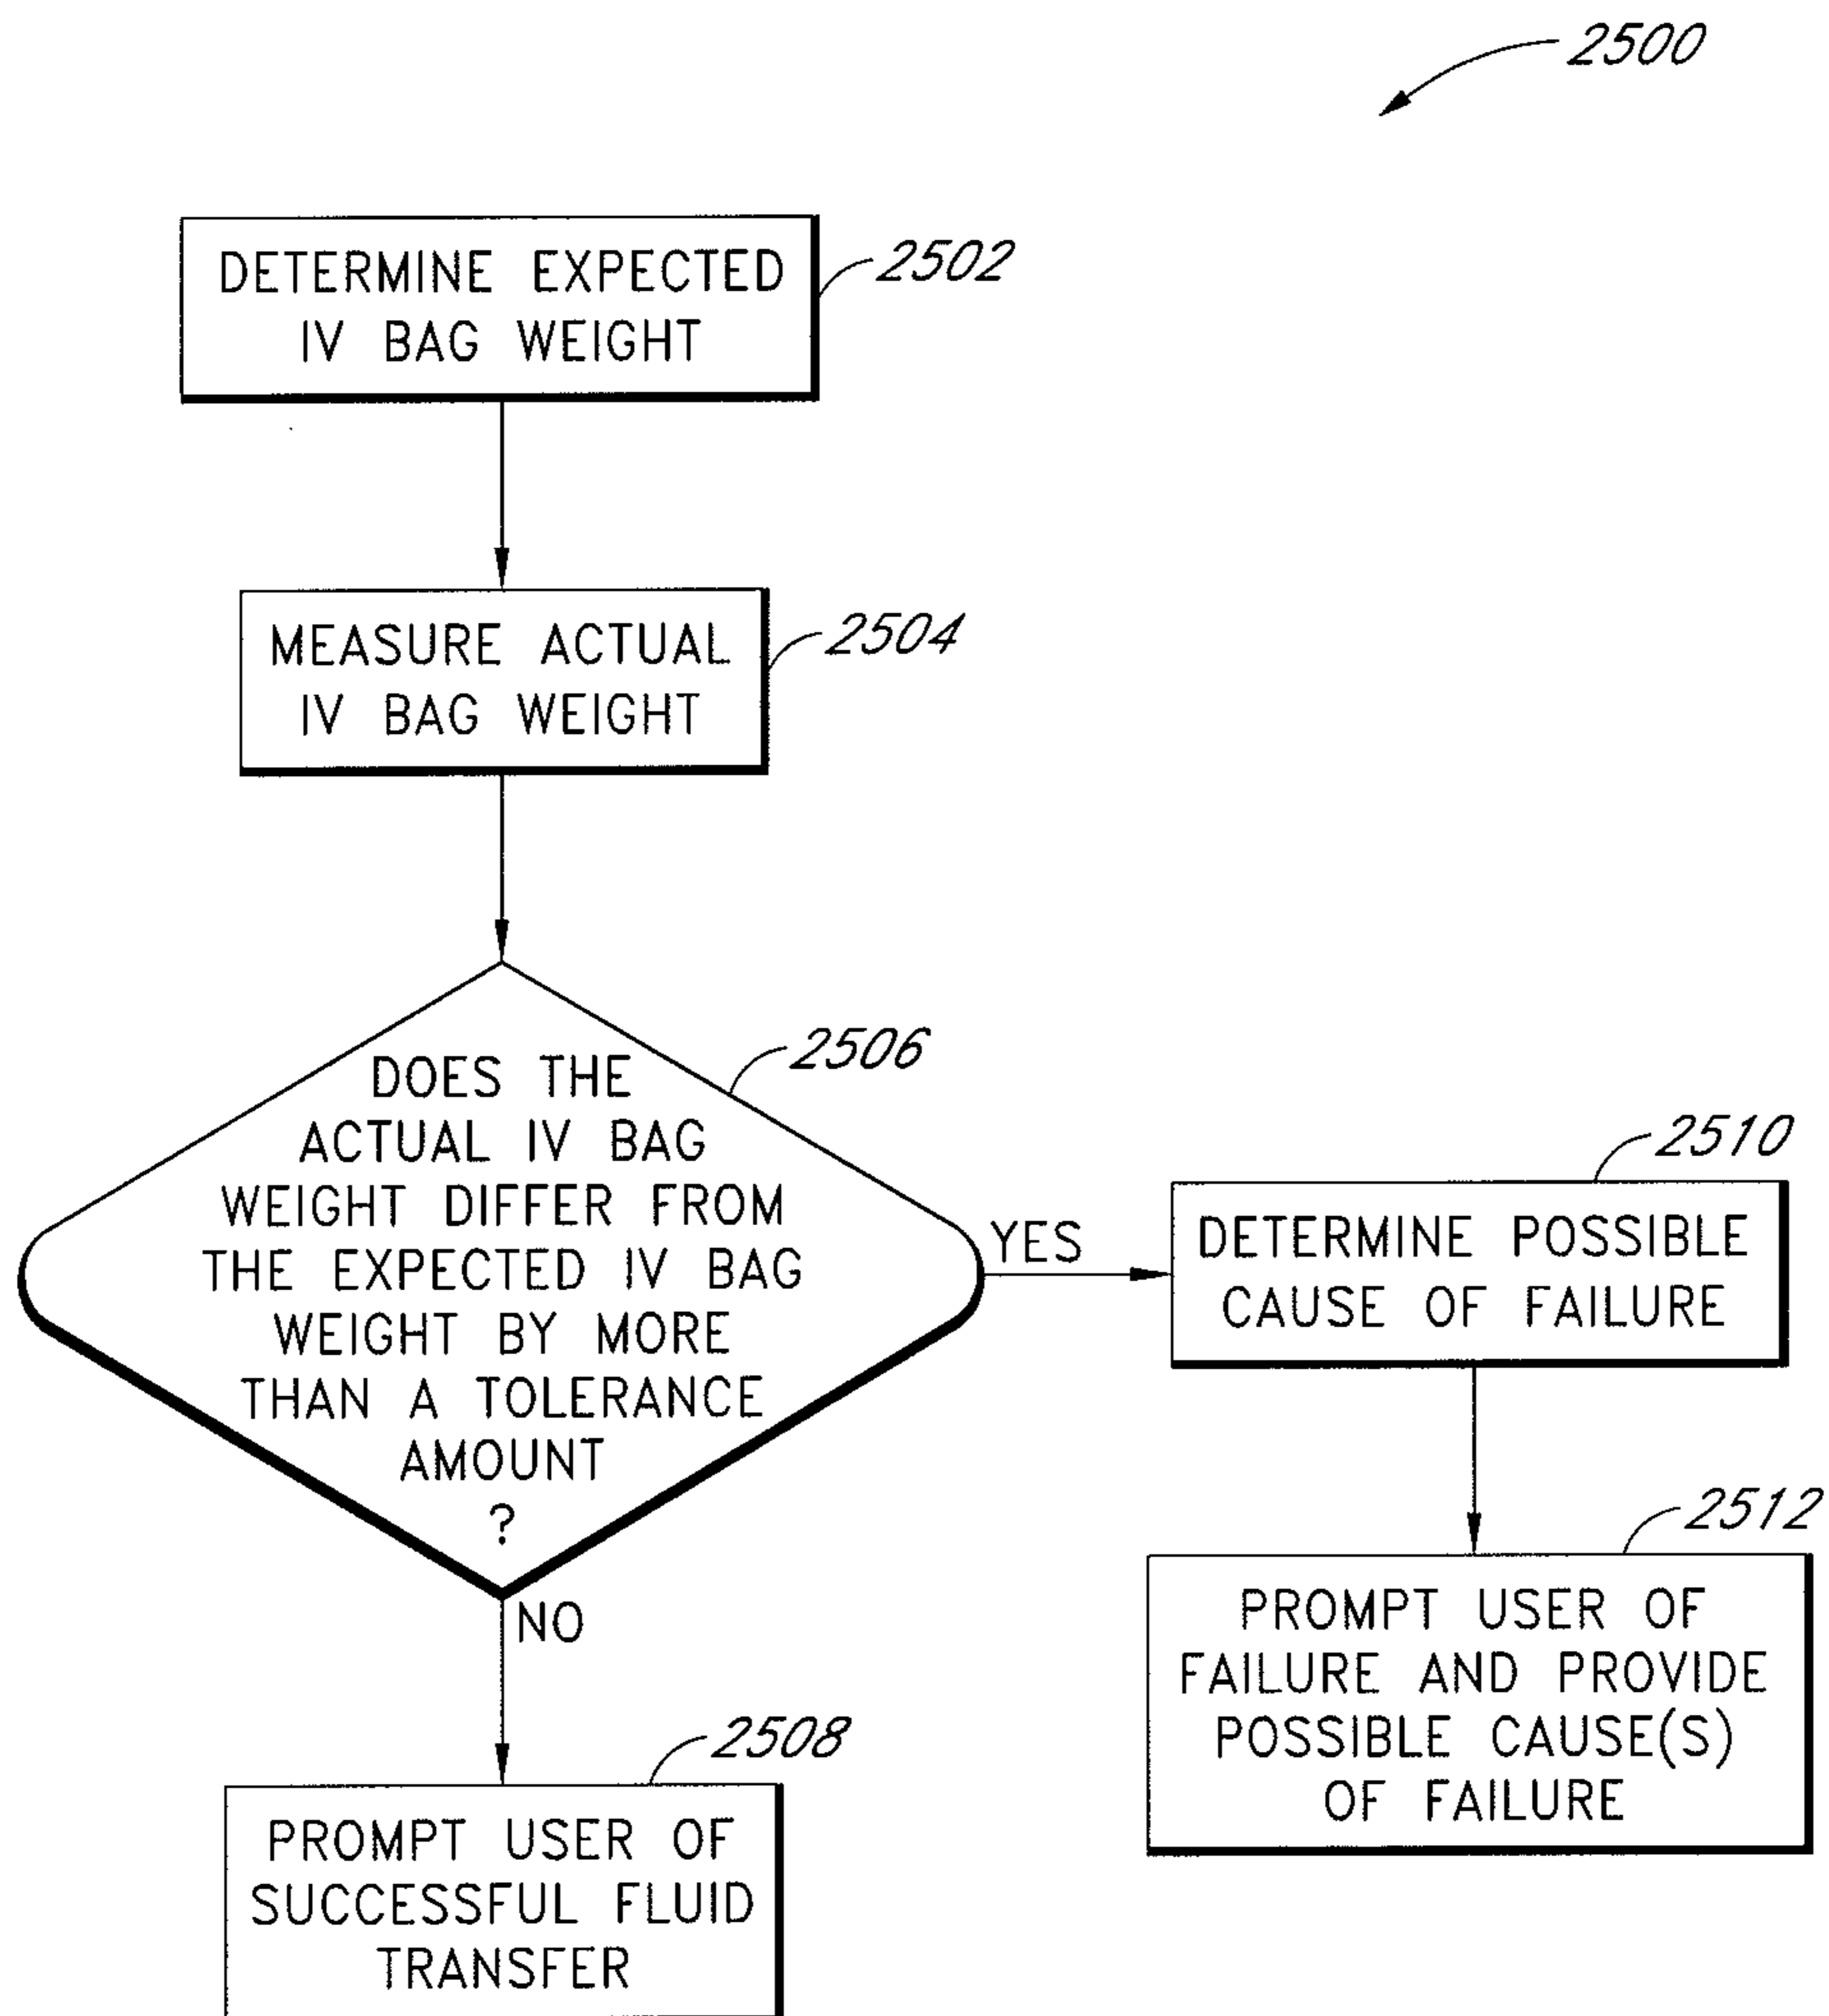 2500
DETERMINE EXPECTED
IV BAG WEIGHT
2502
MEASURE ACTUAL
IV BAG WEIGHT
2504
DOES THE
ACTUAL IV BAG
WEIGHT DIFFER FROM
THE EXPECTED IV BAG
WEIGHT BY MORE
THAN A TOLERANCE
AMOUNT
?
2506
YES
NO
2510
DETERMINE POSSIBLE
CAUSE OF FAILURE
2512
PROMPT USER OF
FAILURE AND PROVIDE
POSSIBLE CAUSE(S)
OF FAILURE
2508
PROMPT USER OF
SUCCESSFUL FLUID
TRANSFER